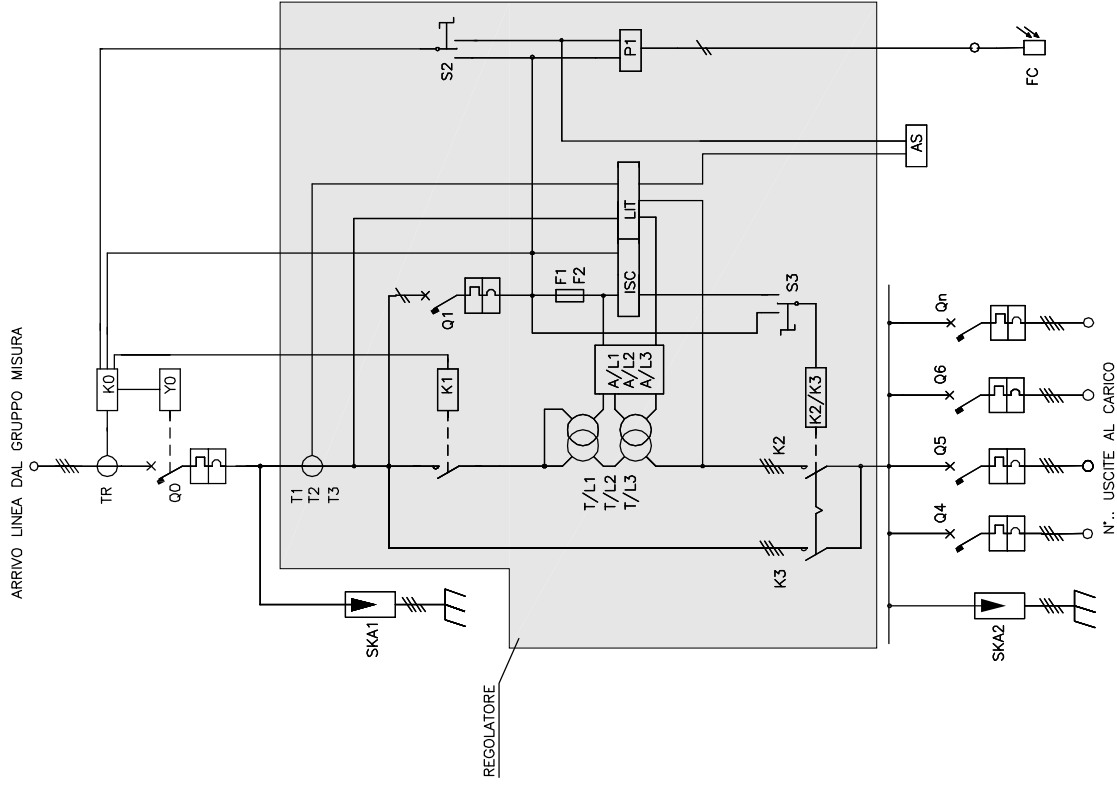 ARRIVO LINEA DAL GRUPPO MISURA
TR
K0
Y0
Q0
T1
T2
T3
SKA1
REGOLATORE
K1
Q1
F1
F2
ISC
LIT
A/L1
A/L2
A/L3
T/L1
T/L2
T/L3
S2
P1
FC
AS
S3
K2/K3
K2
K3
Q4
Q5
Q6
Qn
SKA2
N°.. USCITE AL CARICO